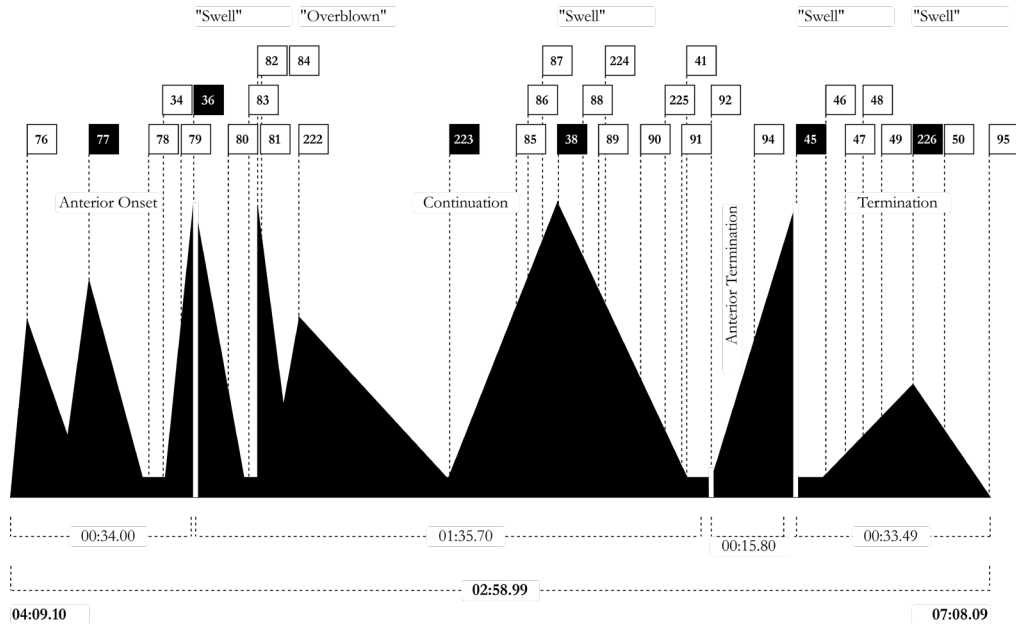 "Swell" "Overblown" "Swell" "Swell" "Swell"
82 84 87 224 41
34 36 83 86 88 225 92 46 48
76 77 78 79 80 81 222 223 85 38 89 90 91 94 45 47 49 226 50 95
Anterior Onset Continuation Termination
Anterior Termination
00:34.00 01:35.70 00:15.80 00:33.49
02:58.99
04:09.10 07:08.09